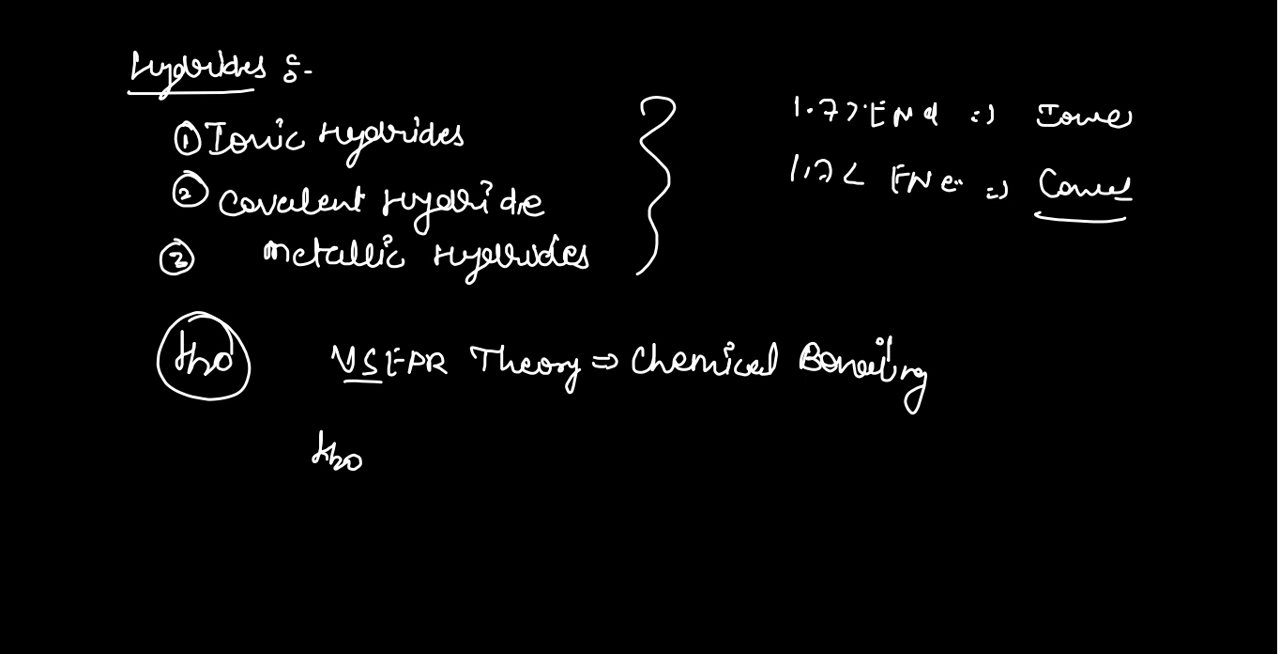 Hydrides :-
① Ionic Hydrides
② Covalent Hydride
③ Metallic Hydrides
1.7 > EN d => Ionic
1.7 < EN => Coval
H2O VSEPR Theory => Chemical Bonding
H2O